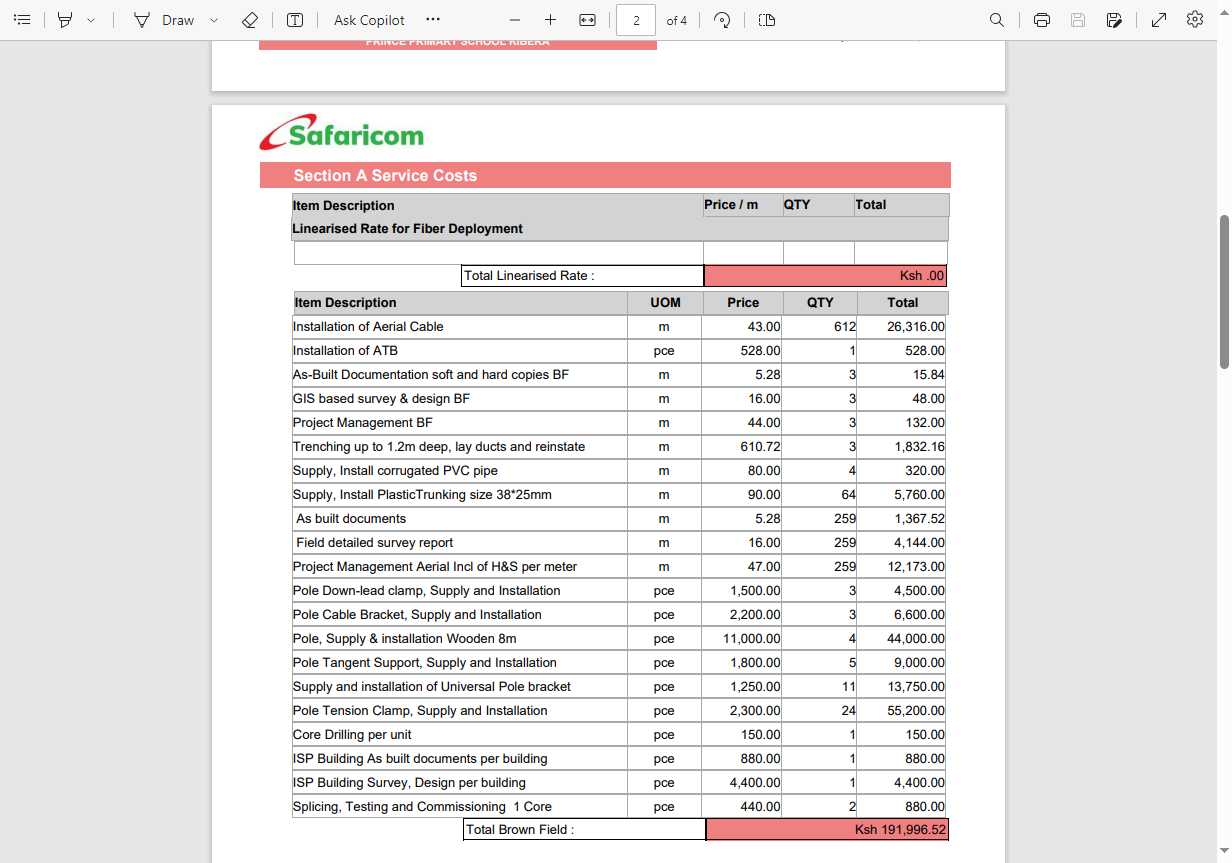 Draw
Ask Copilot
2 of 4
PRINCE PRIMARY SCHOOL KIBERA
Safaricom
Section A Service Costs
Item Description Price / m QTY Total
Linearised Rate for Fiber Deployment
Total Linearised Rate : Ksh .00
Item Description UOM Price QTY Total
Installation of Aerial Cable m 43.00 612 26,316.00
Installation of ATB pce 528.00 1 528.00
As-Built Documentation soft and hard copies BF m 5.28 3 15.84
GIS based survey & design BF m 16.00 3 48.00
Project Management BF m 44.00 3 132.00
Trenching up to 1.2m deep, lay ducts and reinstate m 610.72 3 1,832.16
Supply, Install corrugated PVC pipe m 80.00 4 320.00
Supply, Install PlasticTrunking size 38*25mm m 90.00 64 5,760.00
As built documents m 5.28 259 1,367.52
Field detailed survey report m 16.00 259 4,144.00
Project Management Aerial Incl of H&S per meter m 47.00 259 12,173.00
Pole Down-lead clamp, Supply and Installation pce 1,500.00 3 4,500.00
Pole Cable Bracket, Supply and Installation pce 2,200.00 3 6,600.00
Pole, Supply & installation Wooden 8m pce 11,000.00 4 44,000.00
Pole Tangent Support, Supply and Installation pce 1,800.00 5 9,000.00
Supply and installation of Universal Pole bracket pce 1,250.00 11 13,750.00
Pole Tension Clamp, Supply and Installation pce 2,300.00 24 55,200.00
Core Drilling per unit pce 150.00 1 150.00
ISP Building As built documents per building pce 880.00 1 880.00
ISP Building Survey, Design per building pce 4,400.00 1 4,400.00
Splicing, Testing and Commissioning 1 Core pce 440.00 2 880.00
Total Brown Field : Ksh 191,996.52